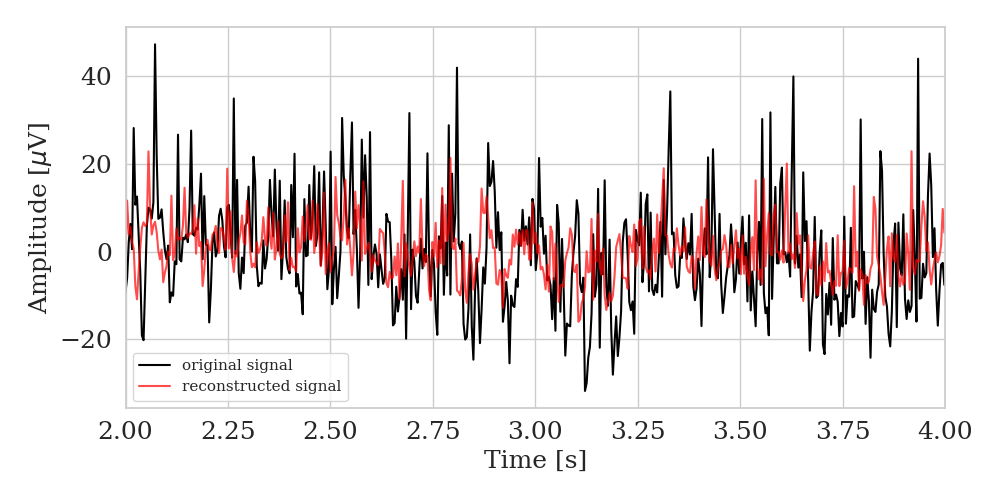 Amplitude [μV]
40
20
0
−20
original signal
reconstructed signal
2.00 2.25 2.50 2.75 3.00 3.25 3.50 3.75 4.00
Time [s]